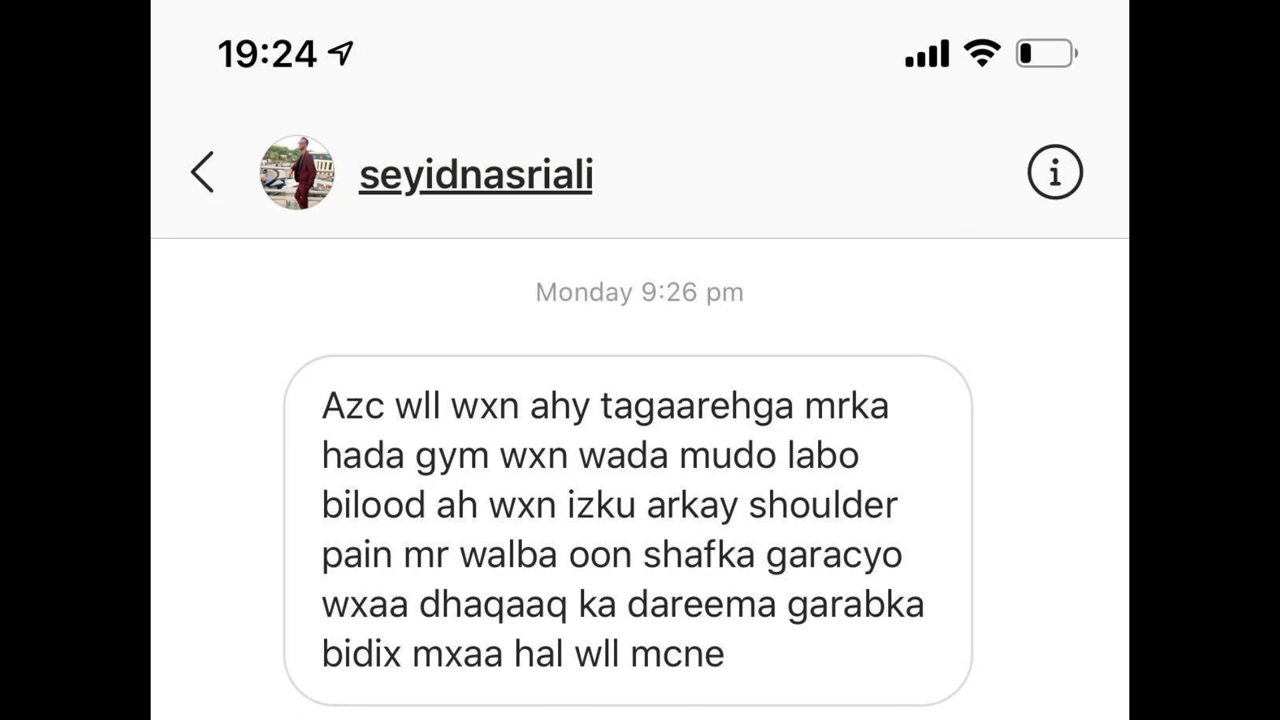 19:24
seyidnasriali
Monday 9:26 pm
Azc wll wxn ahy tagaarehga mrka
hada gym wxn wada mudo labo
bilood ah wxn izku arkay shoulder
pain mr walba oon shafka garacyo
wxaa dhaqaaq ka dareema garabka
bidix mxaa hal wll mcne